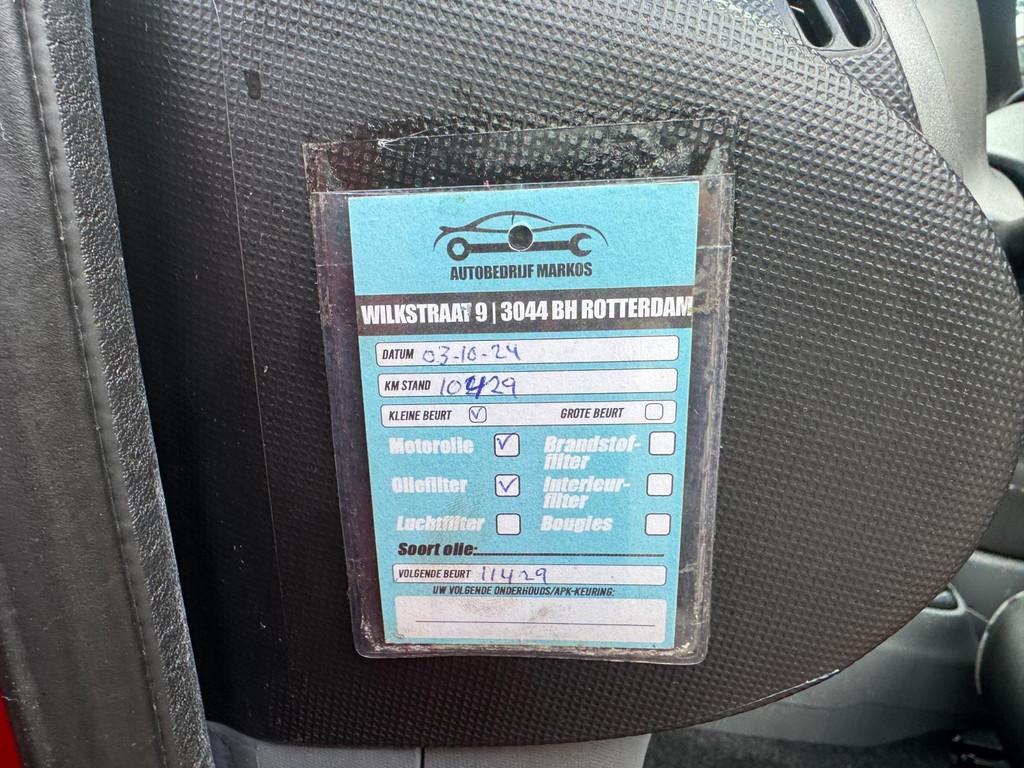 AUTOBEDRIJF MARKOS
WILKSTRAAT 9 | 3044 BH ROTTERDAM
DATUM 03-10-24
KM STAND 10429
KLEINE BEURT GROTE BEURT
Motorolie Brandstof-
filter
Oliefilter Interieur-
filter
Luchtfilter Bougies
Soort olie:
VOLGENDE BEURT 11429
UW VOLGENDE ONDERHOUDS/APK-KEURING: